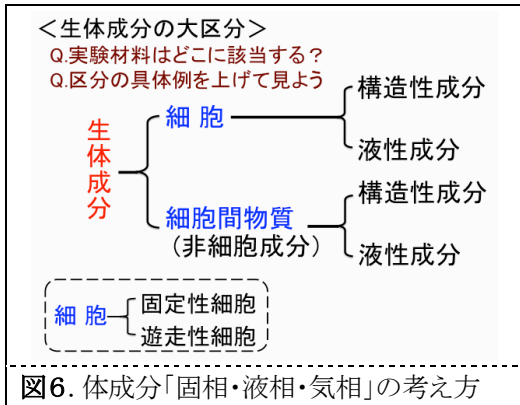 <生体成分の大区分>
Q.実験材料はどこに該当する?
Q.区分の具体例を上げて見よう
生体成分
細 胞
構造性成分
液性成分
細胞間物質
(非細胞成分)
構造性成分
液性成分
細 胞
固定性細胞
遊走性細胞
図6. 体成分「固相・液相・気相」の考え方